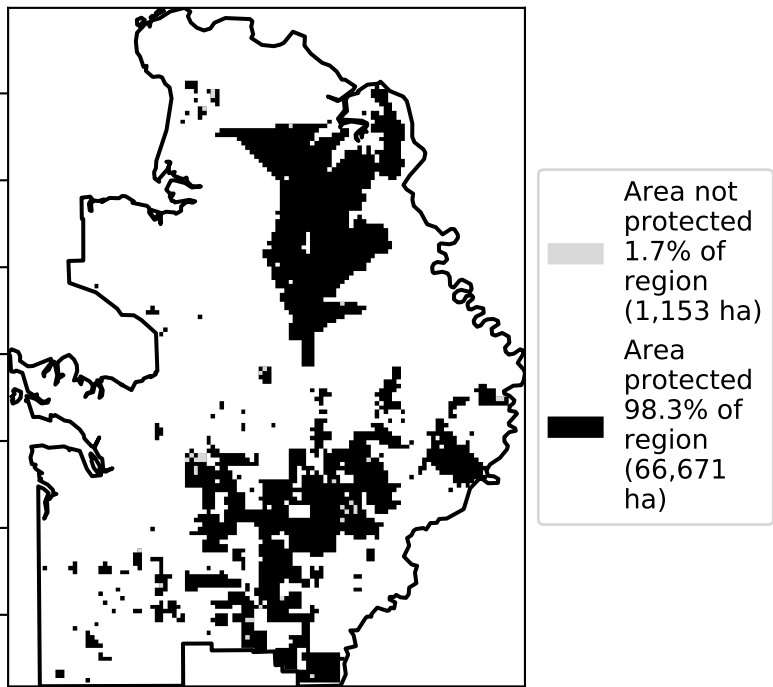 Area not
protected
1.7% of
region
(1,153 ha)
Area
protected
98.3% of
region
(66,671
ha)